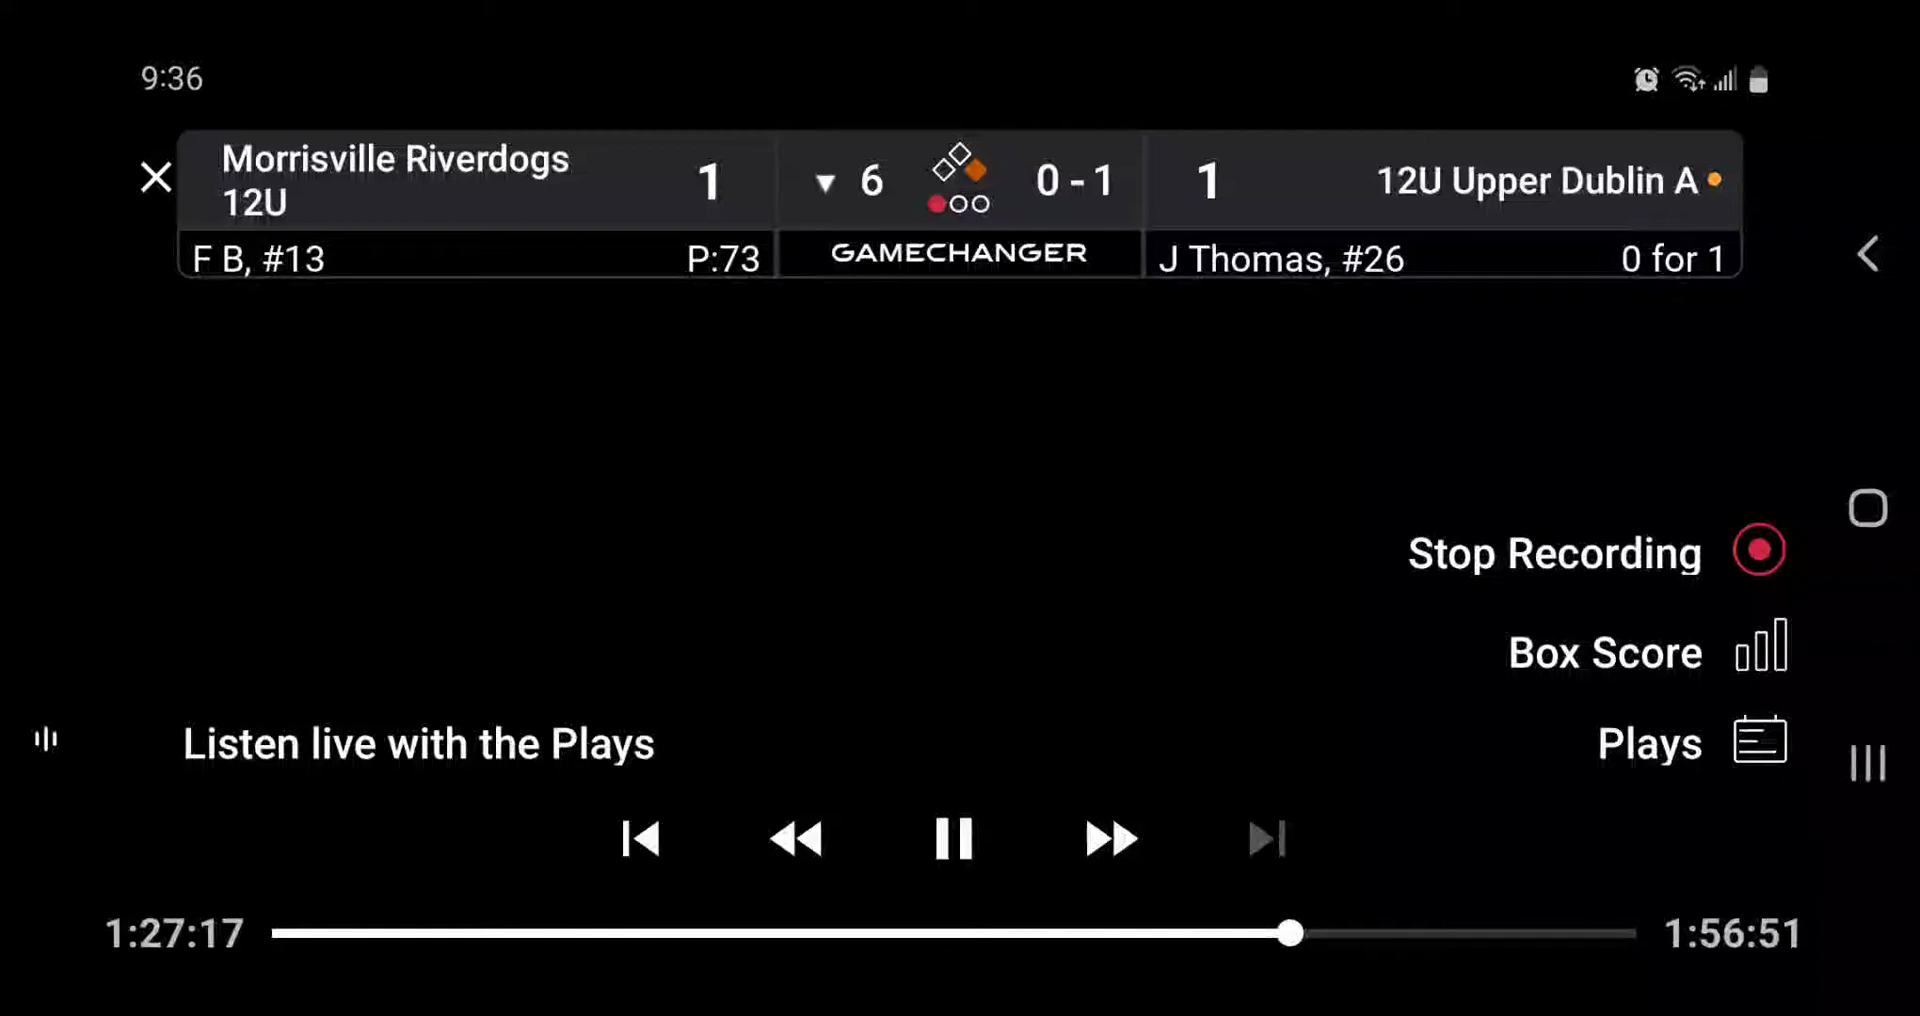 9:36
Morrisville Riverdogs
12U
1
6
0 - 1
1
12U Upper Dublin A
F B, #13
P:73
GAMECHANGER
J Thomas, #26
0 for 1
Stop Recording
Box Score
Listen live with the Plays
Plays
1:27:17
1:56:51